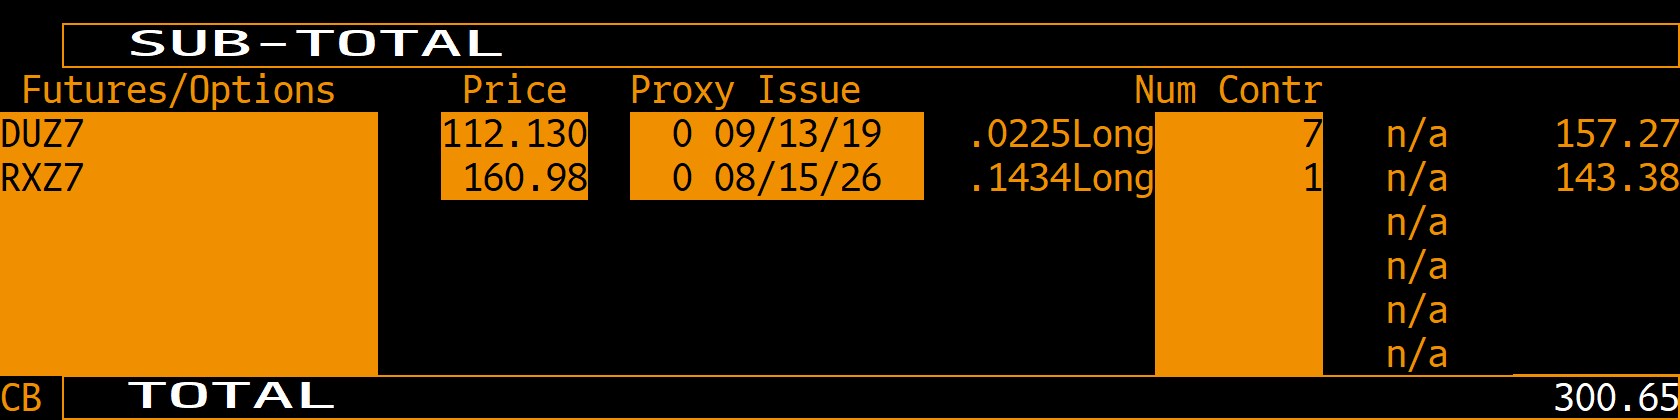 SUB-TOTAL
Futures/Options Price Proxy Issue Num Contr
DUZ7 112.130 0 09/13/19 .0225Long 7 n/a 157.27
RXZ7 160.98 0 08/15/26 .1434Long 1 n/a 143.38
n/a
n/a
n/a
n/a
CB TOTAL 300.65